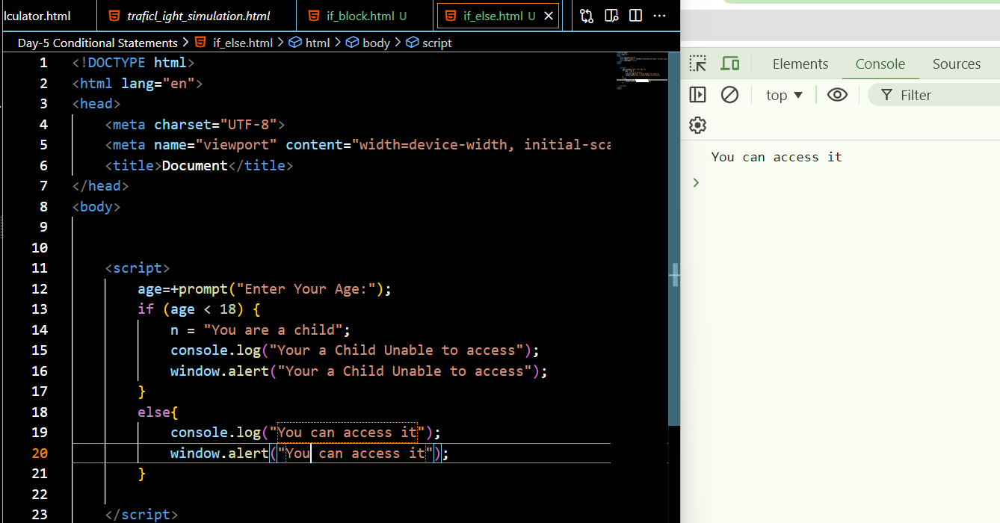 lculator.html
traficl_ight_simulation.html
if_block.html U
if_else.html U
Day-5 Conditional Statements > if_else.html > html > body > script
1 <!DOCTYPE html>
2 <html lang="en">
3 <head>
4 <meta charset="UTF-8">
5 <meta name="viewport" content="width=device-width, initial-sca
6 <title>Document</title>
7 </head>
8 <body>
9
10
11 <script>
12 age=+prompt("Enter Your Age:");
13 if (age < 18) {
14 n = "You are a child";
15 console.log("Your a Child Unable to access");
16 window.alert("Your a Child Unable to access");
17 }
18 else{
19 console.log("You can access it");
20 window.alert("You can access it");
21 }
22
23 </script>
Elements Console Sources
top Filter
You can access it
>